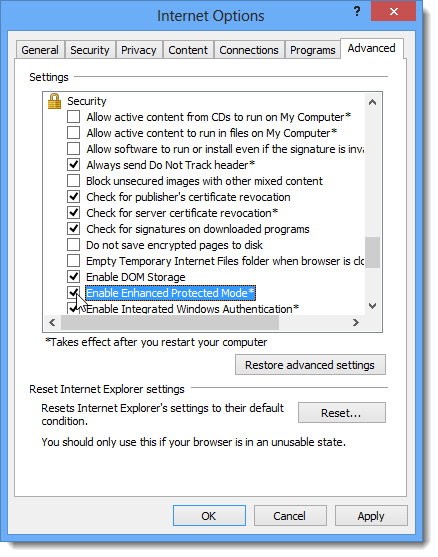 Internet Options
?
General Security Privacy Content Connections Programs Advanced
Settings
Security
Allow active content from CDs to run on My Computer*
Allow active content to run in files on My Computer*
Allow software to run or install even if the signature is inva
Always send Do Not Track header*
Block unsecured images with other mixed content
Check for publisher's certificate revocation
Check for server certificate revocation*
Check for signatures on downloaded programs
Do not save encrypted pages to disk
Empty Temporary Internet Files folder when browser is clo
Enable DOM Storage
Enable Enhanced Protected Mode*
Enable Integrated Windows Authentication*
*Takes effect after you restart your computer
Restore advanced settings
Reset Internet Explorer settings
Resets Internet Explorer's settings to their default
condition.
Reset...
You should only use this if your browser is in an unusable state.
OK Cancel Apply